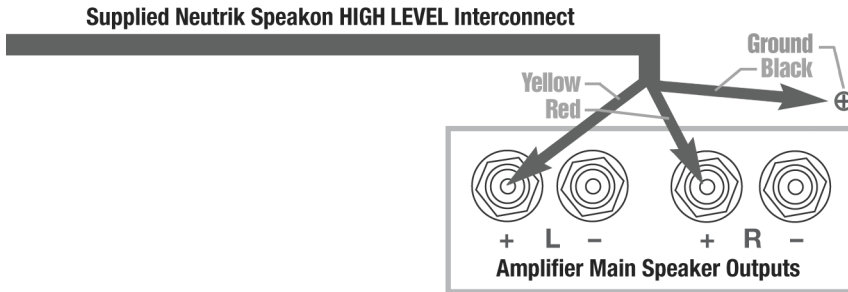 Supplied Neutrik Speakon HIGH LEVEL Interconnect
Ground
Black
Yellow
Red
+ L − + R −
Amplifier Main Speaker Outputs